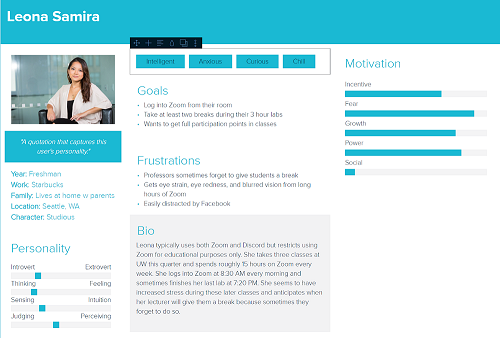 Leona Samira
Intelligent
Anxious
Curious
Chill
"A quotation that captures this
user's personality."
Year: Freshman
Work: Starbucks
Family: Lives at home w parents
Location: Seattle, WA
Character: Studious
Personality
Introvert Extrovert
Thinking Feeling
Sensing Intuition
Judging Perceiving
Goals
Log into Zoom from their room
Take at least two breaks during their 3 hour labs
Wants to get full participation points in classes
Frustrations
Professors sometimes forget to give students a break
Gets eye strain, eye redness, and blurred vision from long
hours of Zoom
Easily distracted by Facebook
Bio
Leona typically uses both Zoom and Discord but restricts using
Zoom for educational purposes only. She takes three classes at
UW this quarter and spends roughly 15 hours on Zoom every
week. She logs into Zoom at 8:30 AM every morning and
sometimes finishes her last lab at 7:20 PM. She seems to have
increased stress during these later classes and anticipates when
her lecturer will give them a break because sometimes they
forget to do so.
Motivation
Incentive
Fear
Growth
Power
Social